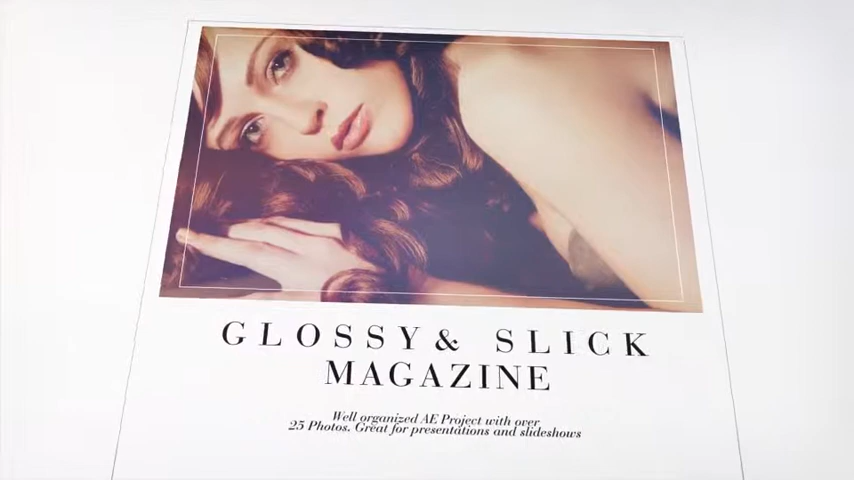 GLOSSY& SLICK
MAGAZINE
Well organized AE Project with over
25 Photos. Great for presentations and slideshows